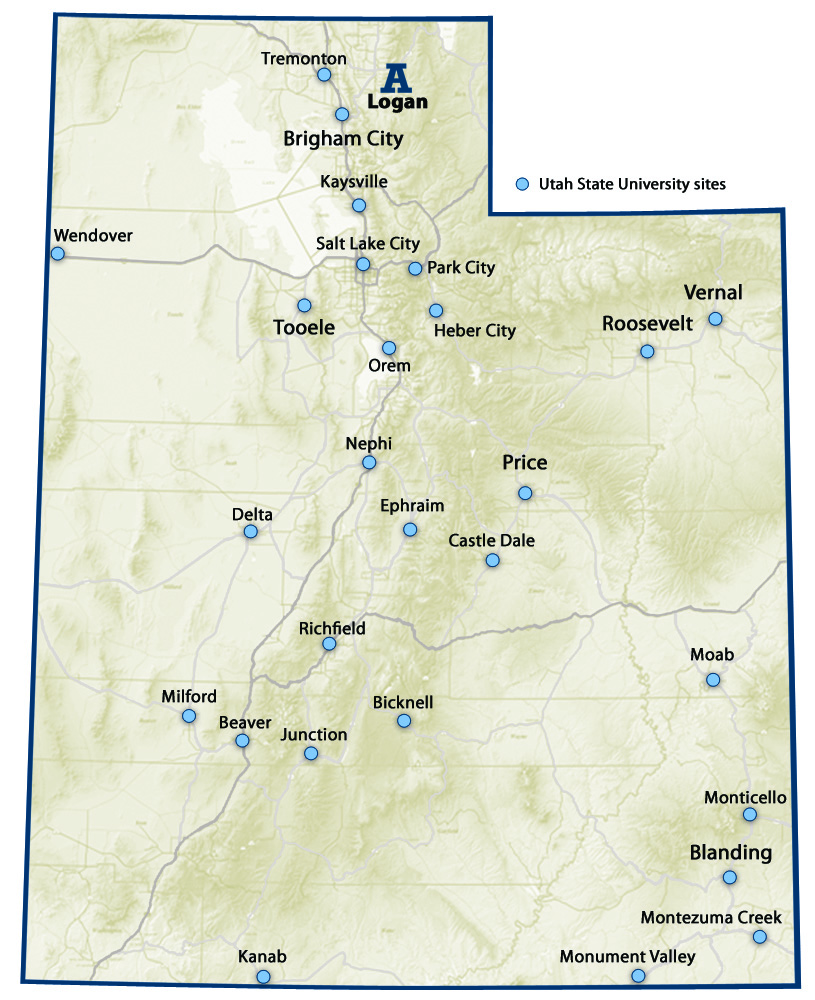 Tremonton
A
Logan
Brigham City
Kaysville
Utah State University sites
Wendover
Salt Lake City
Park City
Vernal
Tooele
Heber City
Roosevelt
Orem
Nephi
Price
Delta
Ephraim
Castle Dale
Richfield
Moab
Milford
Beaver
Bicknell
Junction
Monticello
Blanding
Montezuma Creek
Kanab
Monument Valley